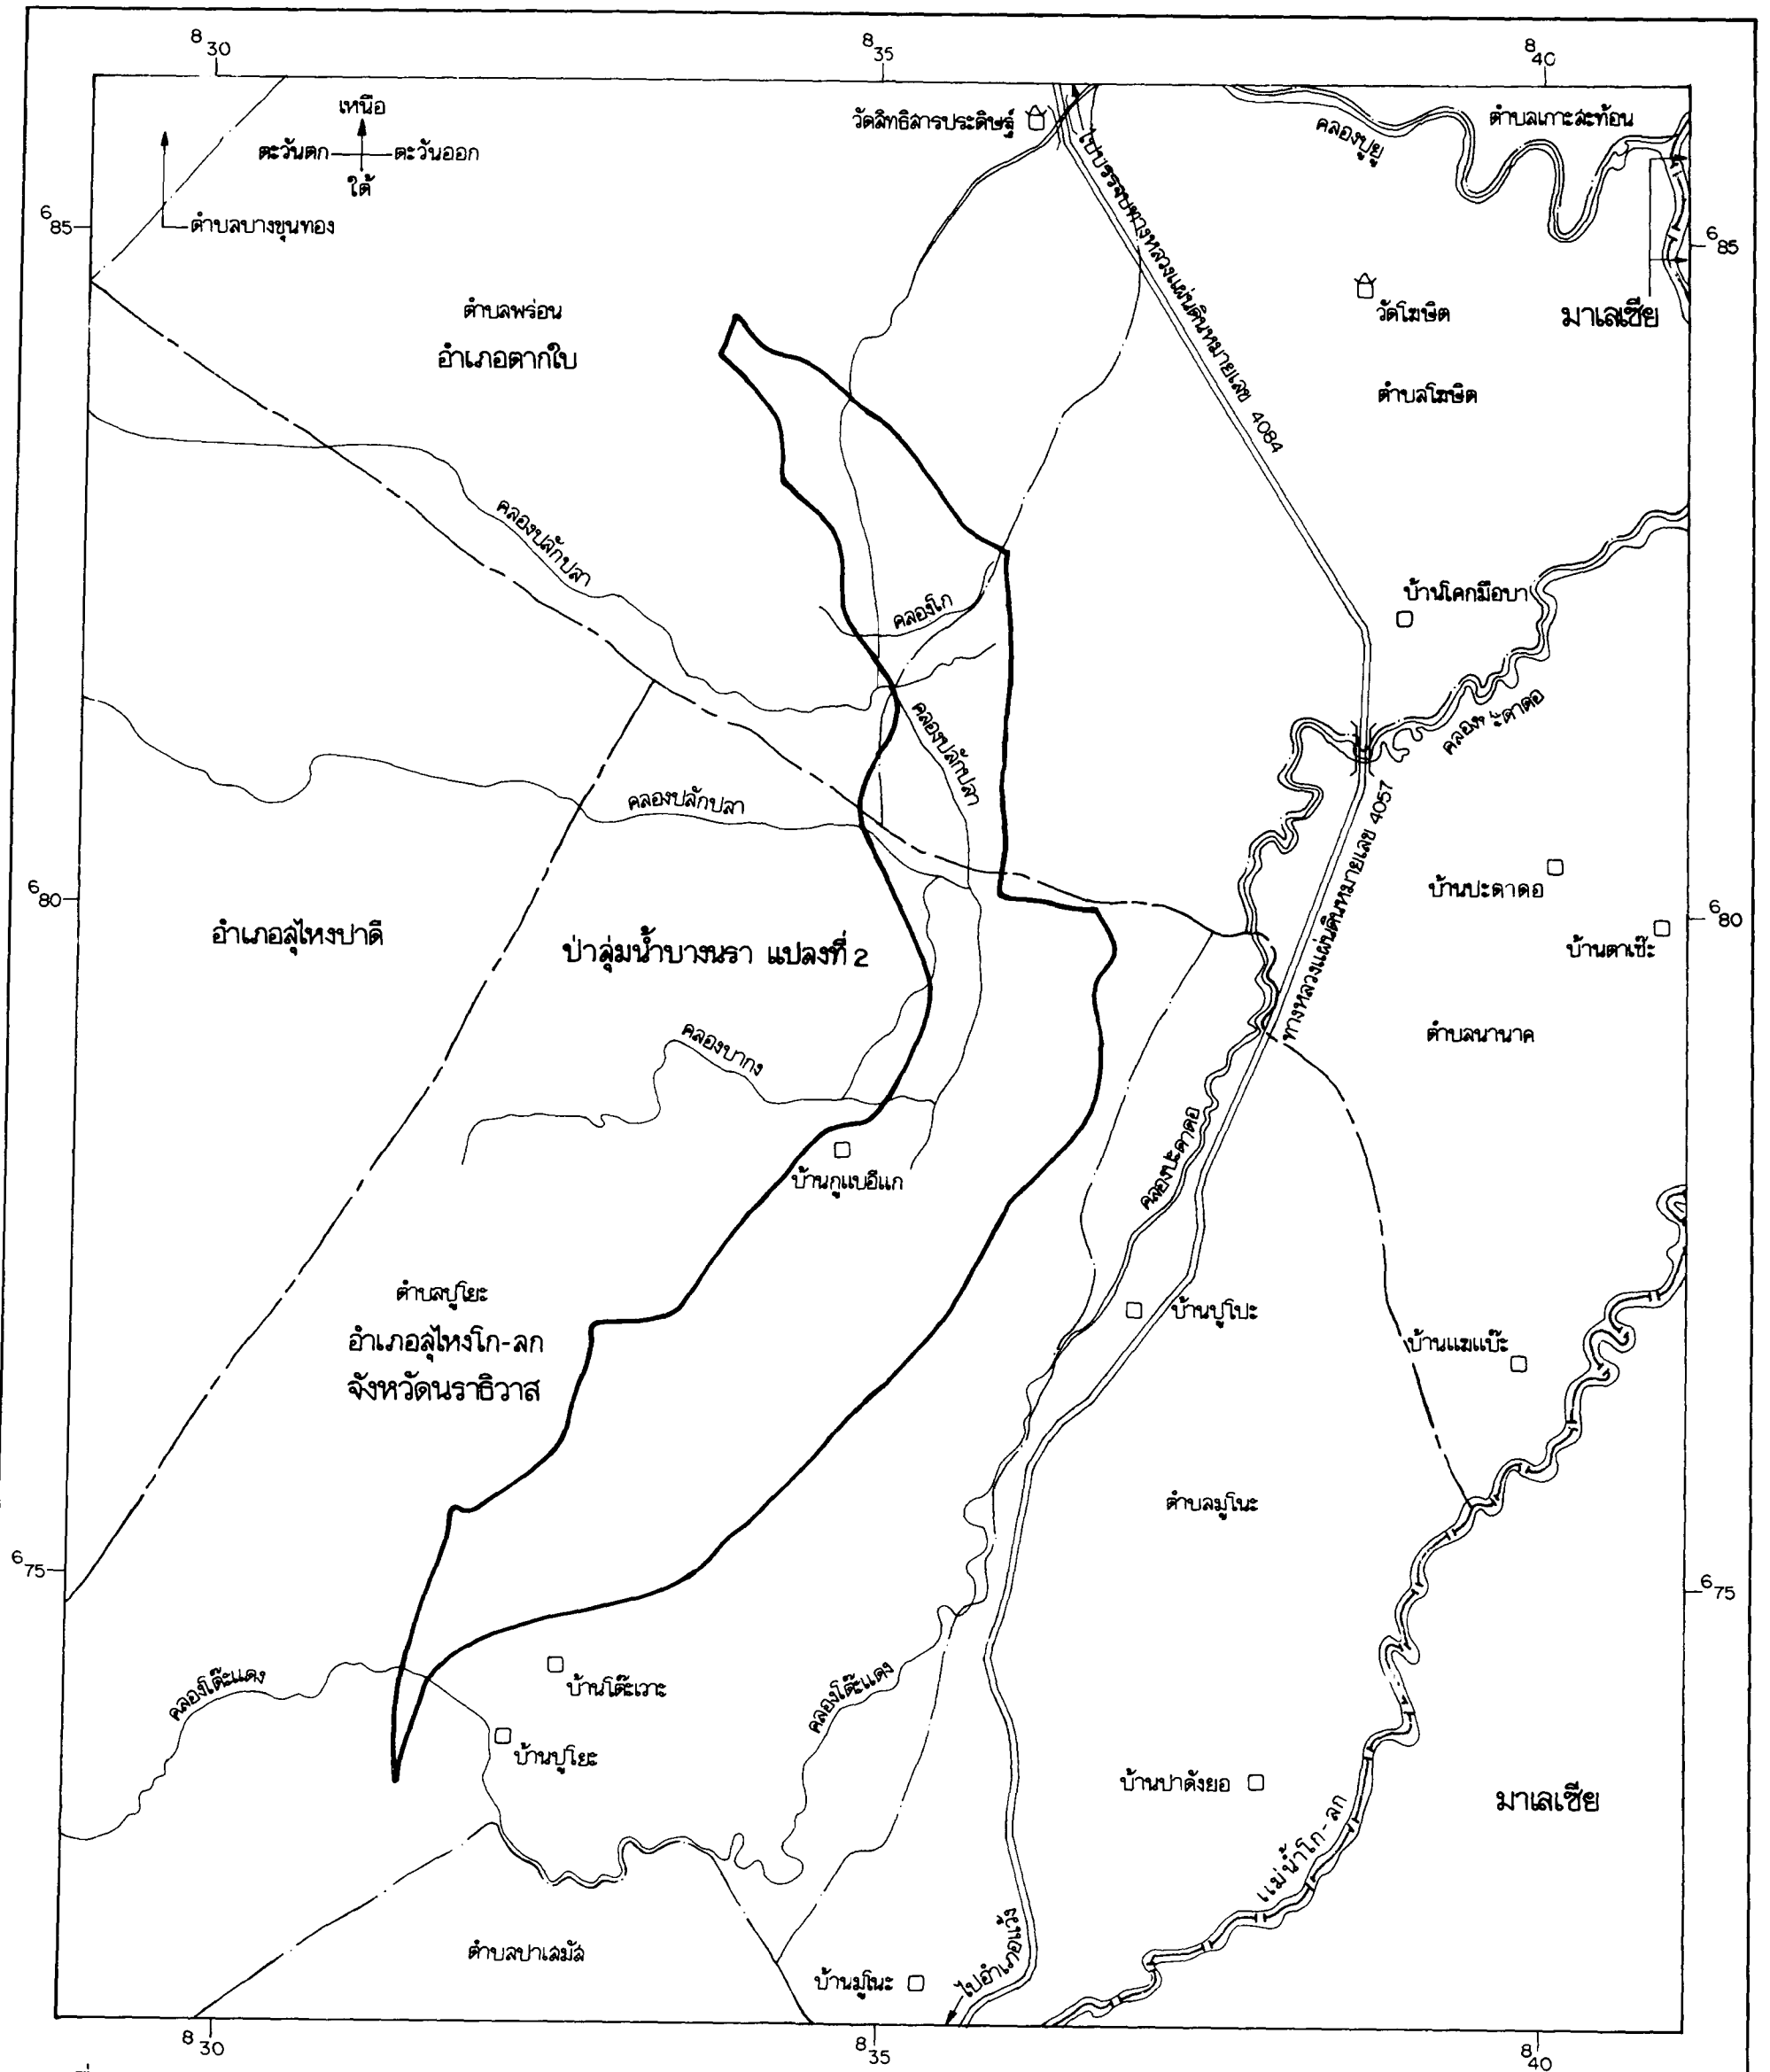 8 30
8 35
8 40
เหนือ
ตะวันตก
ตะวันออก
ใต้
ตำบลบางขุนทอง
วัดสิทธิสารประดิษฐ์
ไปบรรจบทางหลวงแผ่นดินหมายเลข 4084
คลองปูยู
ตำบลเกาะสะท้อน
6 85
6 85
ตำบลพร่อน
อำเภอตากใบ
วัดโฆษิต
มาเลเซีย
ตำบลโฆษิต
คลองปลักปลา
บ้านโคกมือบา
คลองโก
คลองปลักปลา
คลองปะดาดอ
คลองปลักปลา
ทางหลวงแผ่นดินหมายเลข 4057
6 80
6 80
บ้านปะดาดอ
อำเภอสุไหงปาดี
ป่าลุ่มน้ำบางนรา แปลงที่ 2
บ้านตาเซ๊ะ
ตำบลนานาค
คลองบากง
คลองปะดาดอ
บ้านกูแบอีแก
ตำบลปูโยะ
บ้านปูโปะ
อำเภอสุไหงโก-ลก
บ้านแฆแบ๊ะ
จังหวัดนราธิวาส
ตำบลมูโนะ
6 75
6 75
คลองโต๊ะแดง
บ้านโต๊ะเวาะ
คลองโต๊ะแดง
บ้านปูโยะ
บ้านปาดังยอ
มาเลเซีย
แม่น้ำโก-ลก
ตำบลปาเสมัส
บ้านมูโนะ
ไปอำเภอแว้ง
8 30
8 35
8 40